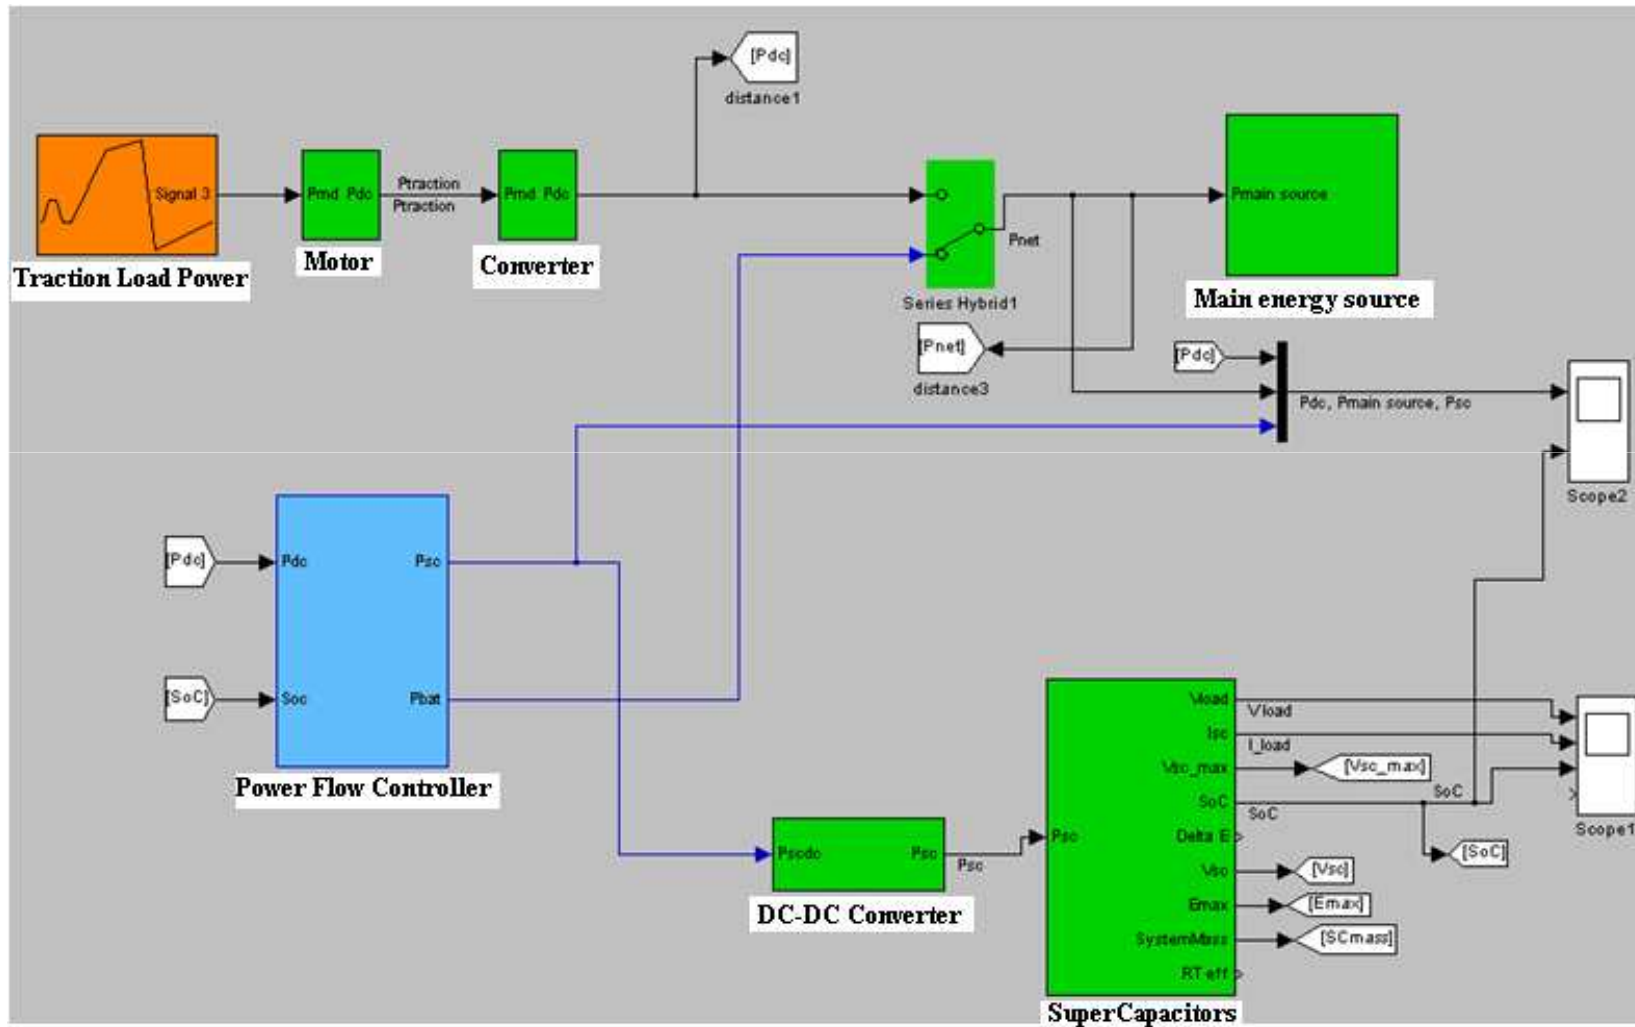 [Pdc]
distance1
Signal 3
Traction Load Power
Pmd Pdc
Motor
Ptraction
Ptraction
Pmd Pdc
Converter
Pnet
Series Hybrid1
Pmain source
Main energy source
[Pnet]
distance3
[Pdc]
Pdc, Pmain source, Psc
Scope2
[Pdc]
Pdc
Psc
[SoC]
Soc
Pbat
Power Flow Controller
Pscdc
Psc
Psc
DC-DC Converter
Psc
Vload
Vload
Isc
I_load
Vsc_max
[Vsc_max]
SoC
SoC
SoC
[SoC]
Delta E
Vsc
[Vsc]
Emax
[Emax]
SystemMass
[SCmass]
RT-eff
SuperCapacitors
Scope1